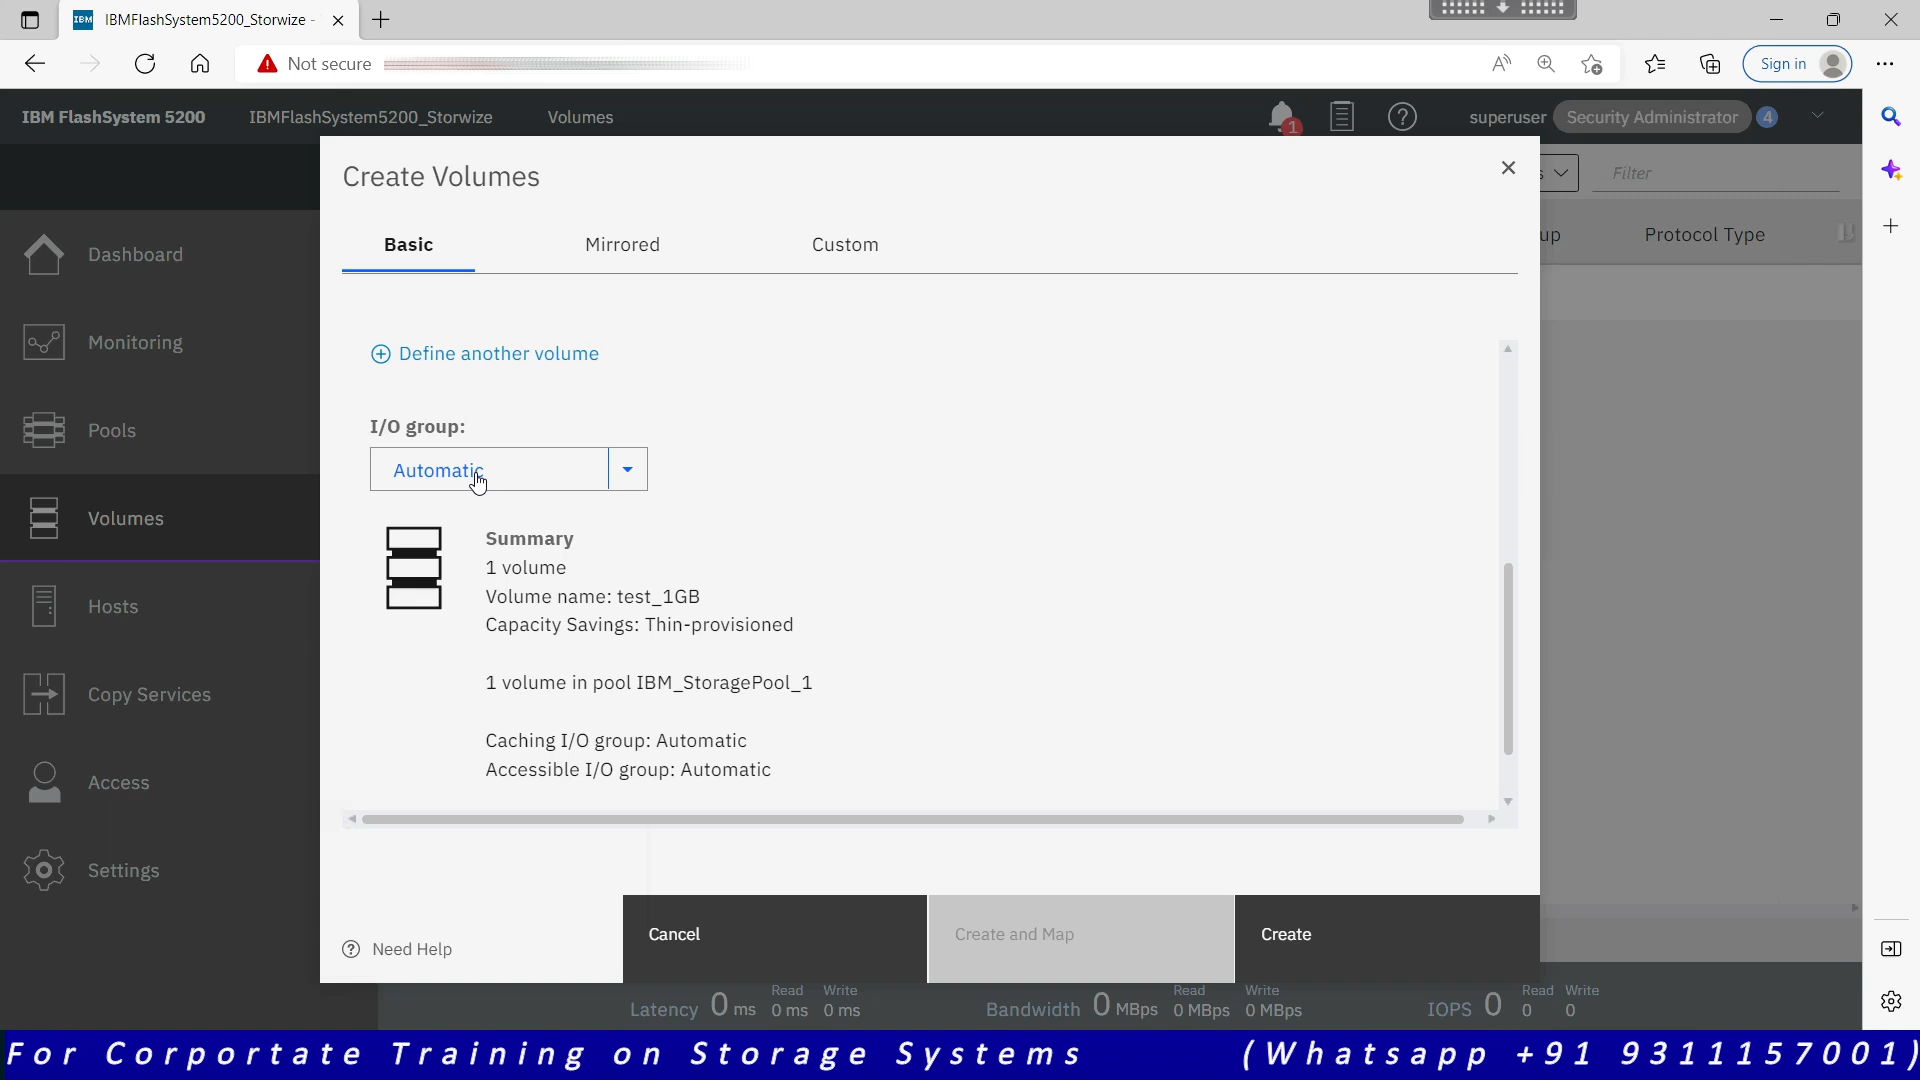 IBM IBMFlashSystem5200_Storwize -
Not secure
Sign in
IBM FlashSystem 5200 IBMFlashSystem5200_Storwize Volumes
1
superuser Security Administrator 4
Create Volumes
s Filter
Basic Mirrored Custom
up Protocol Type
Dashboard
Monitoring
Pools
Volumes
Hosts
Copy Services
Access
Settings
Define another volume
I/O group:
Automatic
Summary
1 volume
Volume name: test_1GB
Capacity Savings: Thin-provisioned
1 volume in pool IBM_StoragePool_1
Caching I/O group: Automatic
Accessible I/O group: Automatic
Need Help
Cancel Create and Map Create
Latency 0 ms Read 0 ms Write 0 ms
Bandwidth 0 MBps Read 0 MBps Write 0 MBps
IOPS 0 Read 0 Write 0
For Corportate Training on Storage Systems (Whatsapp +91 9311157001)